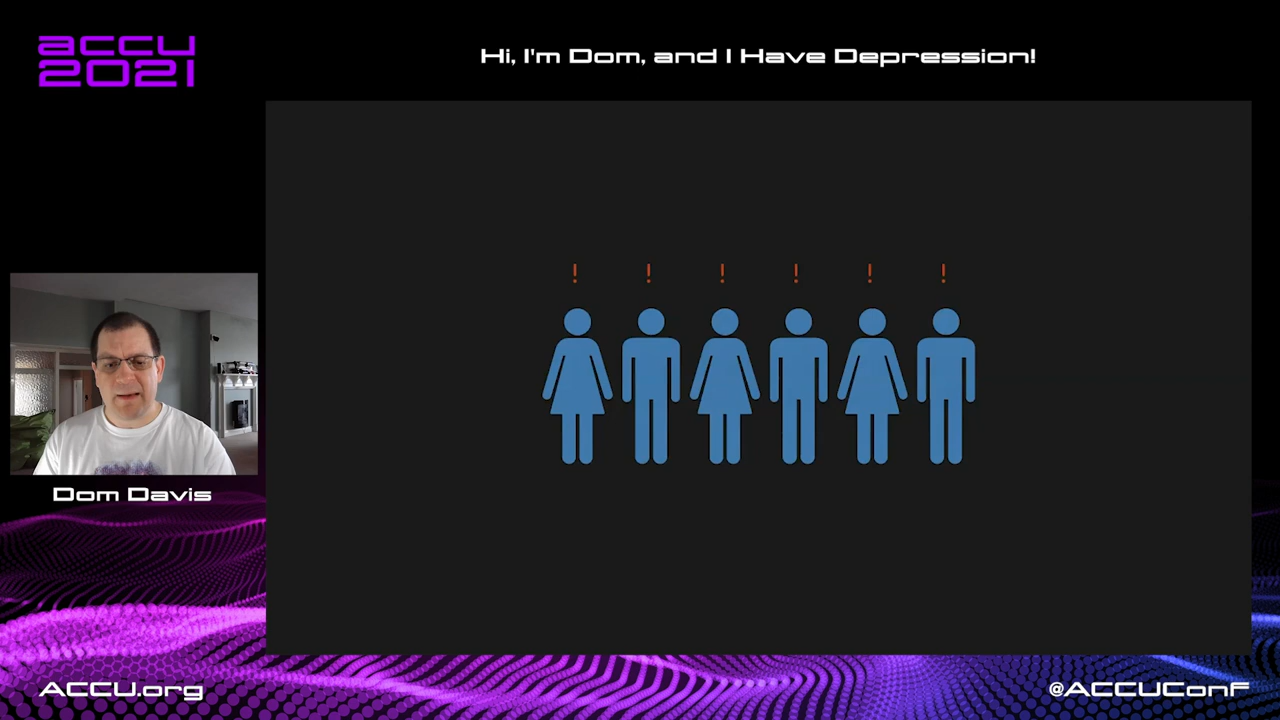 accu
2021
Hi, I'm Dom, and I Have Depression!
! ! ! ! ! !
Dom Davis
ACCU.org
@ACCUConf